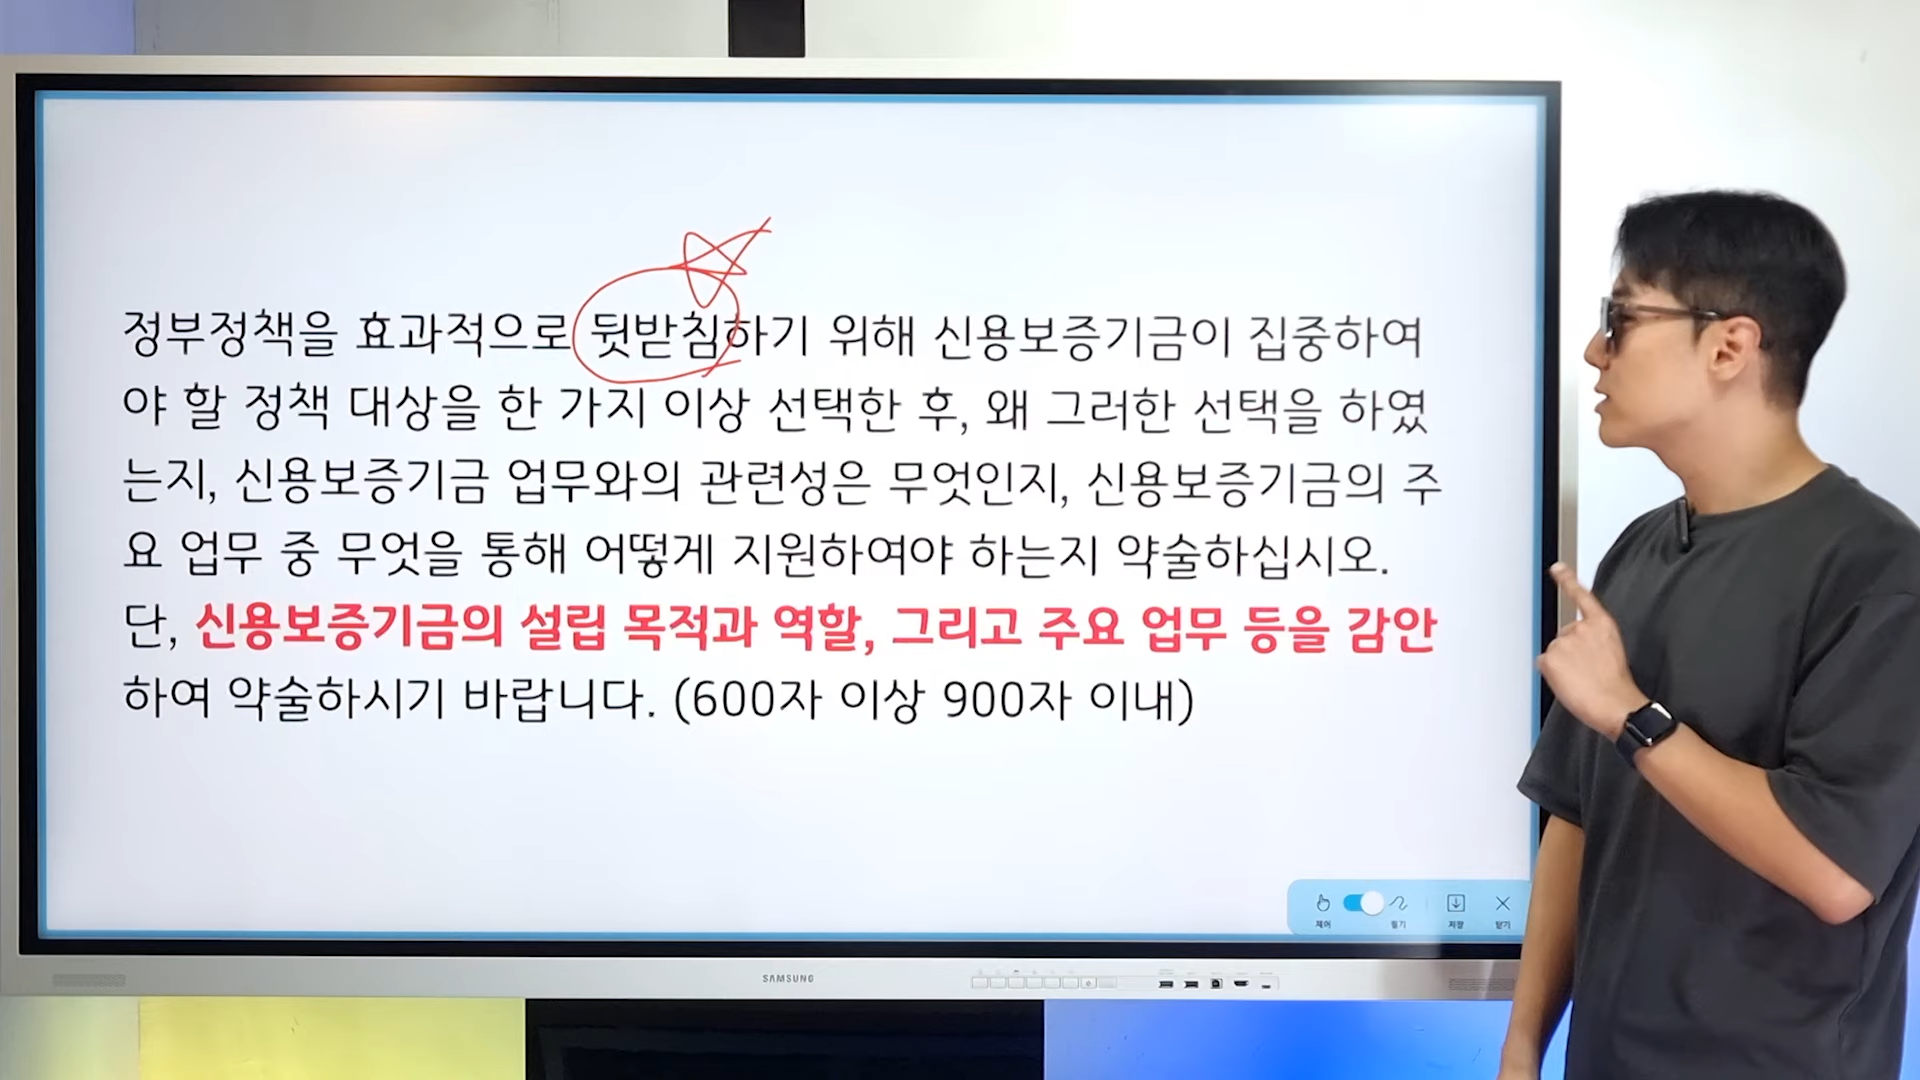 정부정책을 효과적으로 뒷받침하기 위해 신용보증기금이 집중하여
야 할 정책 대상을 한 가지 이상 선택한 후, 왜 그러한 선택을 하였
는지, 신용보증기금 업무와의 관련성은 무엇인지, 신용보증기금의 주
요 업무 중 무엇을 통해 어떻게 지원하여야 하는지 약술하십시오.
단, 신용보증기금의 설립 목적과 역할, 그리고 주요 업무 등을 감안
하여 약술하시기 바랍니다. (600자 이상 900자 이내)
제어 필기 저장 닫기
SAMSUNG